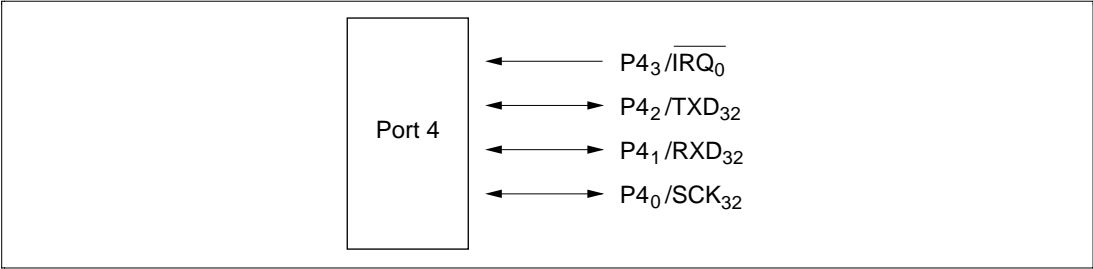 P4₃/IRQ₀
P4₂/TXD₃₂
Port 4
P4₁/RXD₃₂
P4₀/SCK₃₂